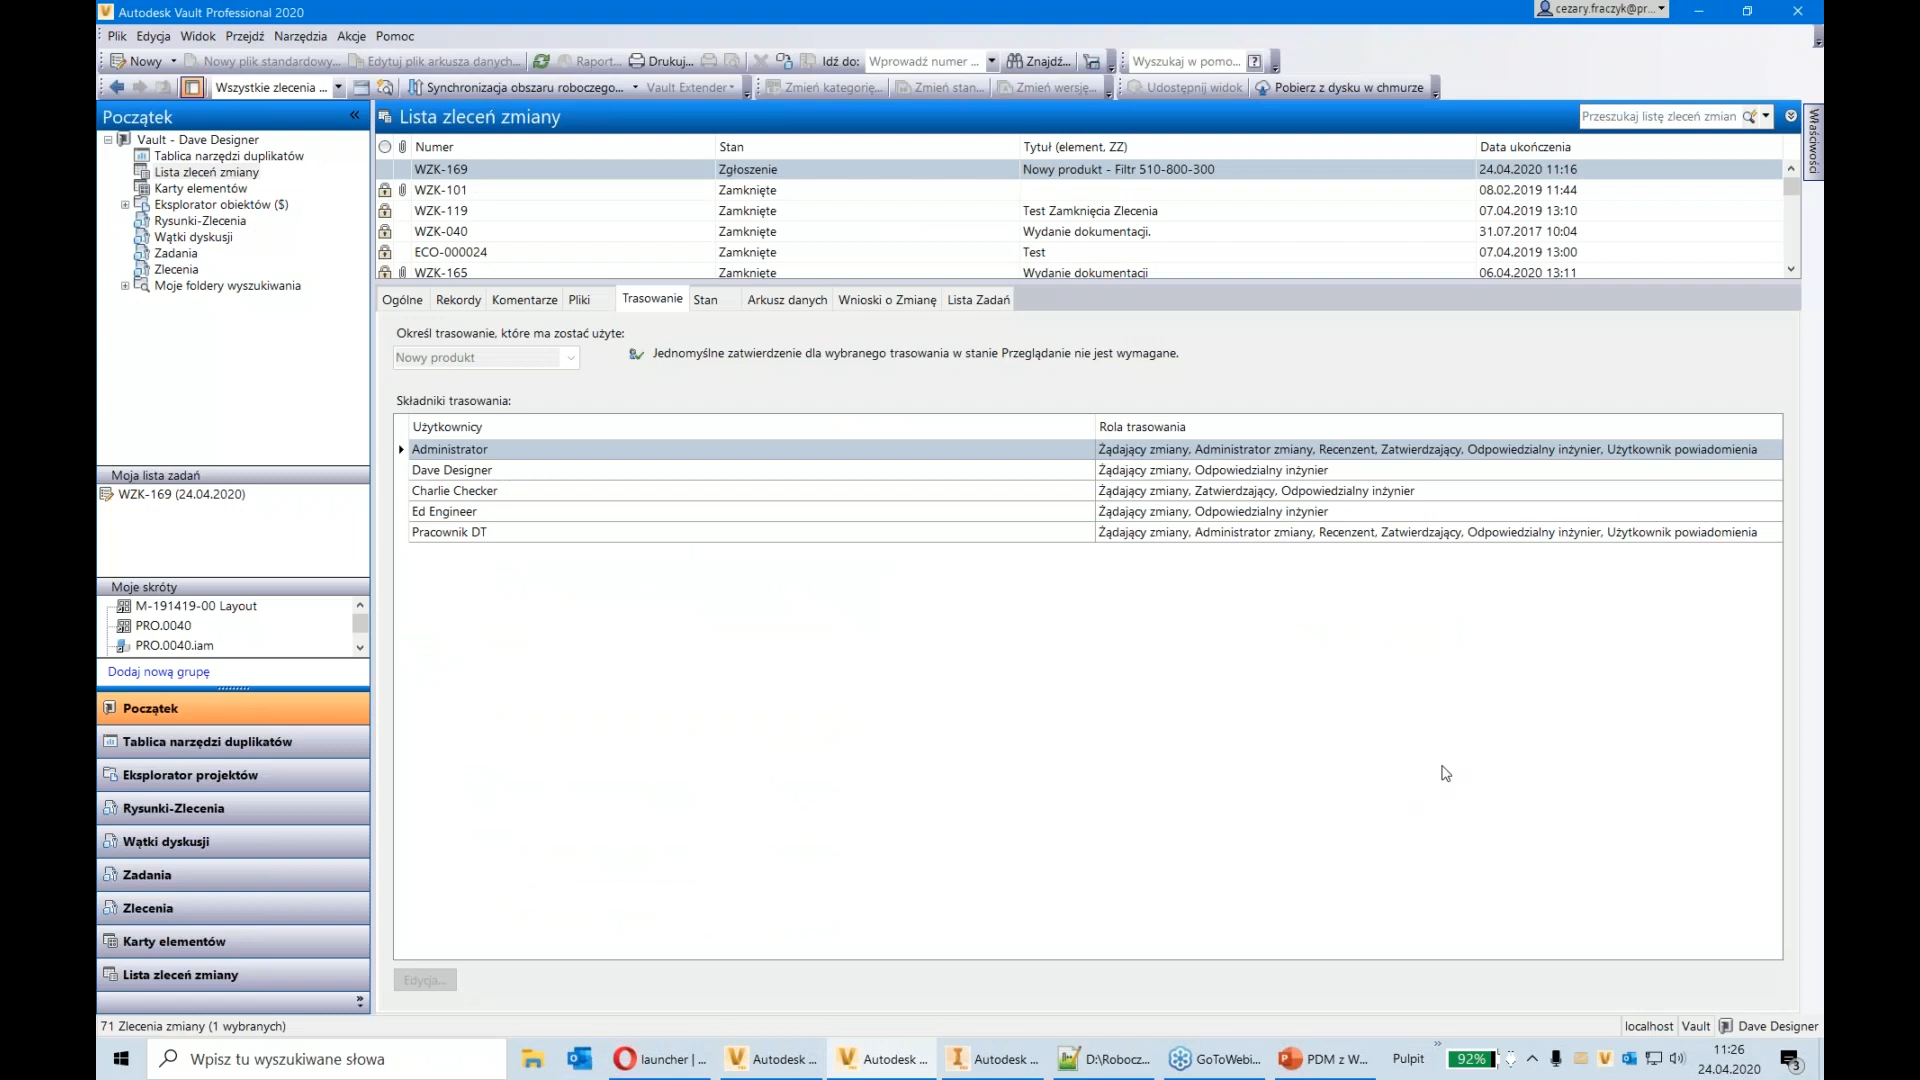 Autodesk Vault Professional 2020
cezary.fraczyk@pr...
Plik Edycja Widok Przejdź Narzędzia Akcje Pomoc
Nowy Nowy plik standardowy... Edytuj plik arkusza danych... Raport... Drukuj... Idź do: Wprowadź numer ... Znajdź... Wyszukaj w pomo...
Wszystkie zlecenia ... Synchronizacja obszaru roboczego... Vault Extender Zmień kategorię... Zmień stan... Zmień wersję... Udostępnij widok Pobierz z dysku w chmurze
Początek
Vault - Dave Designer
Tablica narzędzi duplikatów
Lista zleceń zmiany
Karty elementów
Eksplorator obiektów ($)
Rysunki-Zlecenia
Wątki dyskusji
Zadania
Zlecenia
Moje foldery wyszukiwania
Moja lista zadań
WZK-169 (24.04.2020)
Moje skróty
M-191419-00 Layout
PRO.0040
PRO.0040.iam
Dodaj nową grupę
Początek
Tablica narzędzi duplikatów
Eksplorator projektów
Rysunki-Zlecenia
Wątki dyskusji
Zadania
Zlecenia
Karty elementów
Lista zleceń zmiany
Lista zleceń zmiany
Przeszukaj listę zleceń zmian
Właściwości
Numer Stan Tytuł (element, ZZ) Data ukończenia
WZK-169 Zgłoszenie Nowy produkt - Filtr 510-800-300 24.04.2020 11:16
WZK-101 Zamknięte 08.02.2019 11:44
WZK-119 Zamknięte Test Zamknięcia Zlecenia 07.04.2019 13:10
WZK-040 Zamknięte Wydanie dokumentacji. 31.07.2017 10:04
ECO-000024 Zamknięte Test 07.04.2019 13:00
WZK-165 Zamknięte Wydanie dokumentacji 06.04.2020 13:11
Ogólne Rekordy Komentarze Pliki Trasowanie Stan Arkusz danych Wnioski o Zmianę Lista Zadań
Określ trasowanie, które ma zostać użyte:
Nowy produkt
Jednomyślne zatwierdzenie dla wybranego trasowania w stanie Przeglądanie nie jest wymagane.
Składniki trasowania:
Użytkownicy Rola trasowania
Administrator Żądający zmiany, Administrator zmiany, Recenzent, Zatwierdzający, Odpowiedzialny inżynier, Użytkownik powiadomienia
Dave Designer Żądający zmiany, Odpowiedzialny inżynier
Charlie Checker Żądający zmiany, Zatwierdzający, Odpowiedzialny inżynier
Ed Engineer Żądający zmiany, Odpowiedzialny inżynier
Pracownik DT Żądający zmiany, Administrator zmiany, Recenzent, Zatwierdzający, Odpowiedzialny inżynier, Użytkownik powiadomienia
Edycja...
71 Zlecenia zmiany (1 wybranych)
localhost Vault Dave Designer
Wpisz tu wyszukiwane słowa
launcher | ... Autodesk ... Autodesk ... Autodesk ... D:\Robocz... GoToWebi... PDM z W... Pulpit 92%
11:26
24.04.2020
3